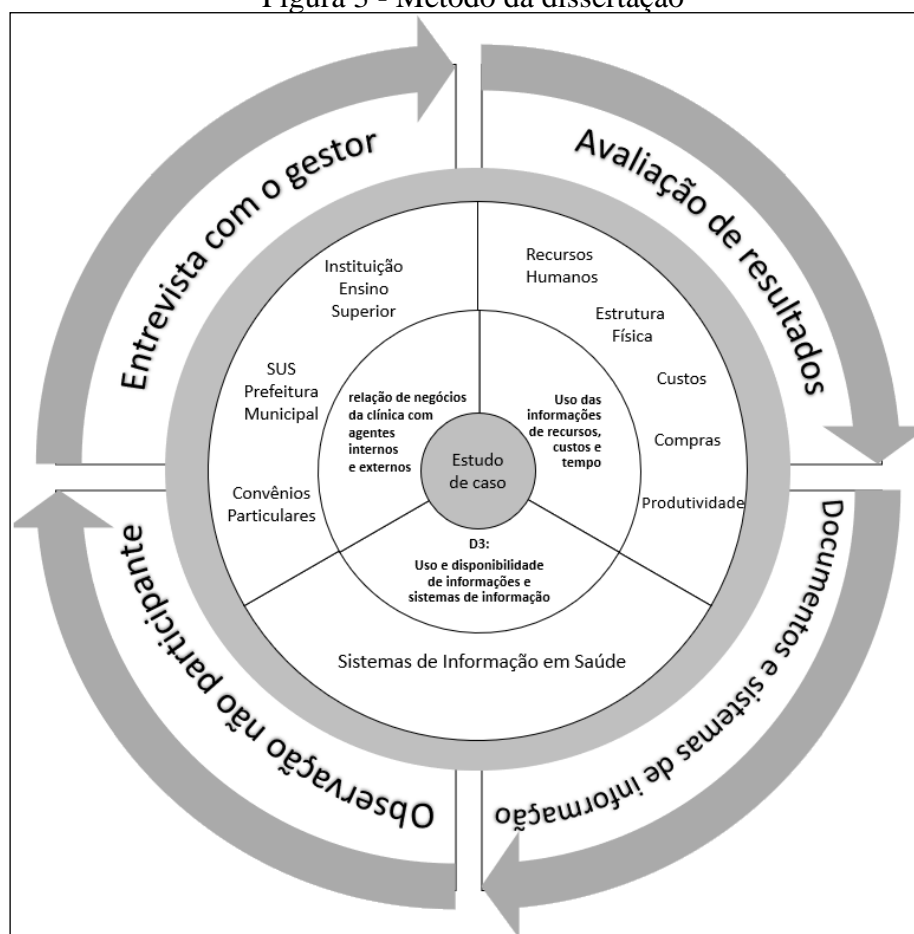 Figura 3 - Método da dissertação
Entrevista com o gestor
Avaliação de resultados
Documentos e sistemas de informação
Observação não participante
Instituição
Ensino
Superior
SUS
Prefeitura
Municipal
Convênios
Particulares
Recursos
Humanos
Estrutura
Física
Custos
Compras
Produtividade
relação de negócios
da clínica com
agentes
internos
e externos
Uso das
informações
de recursos,
custos e
tempo
Estudo
de caso
D3:
Uso e disponibilidade
de informações e
sistemas de informação
Sistemas de Informação em Saúde